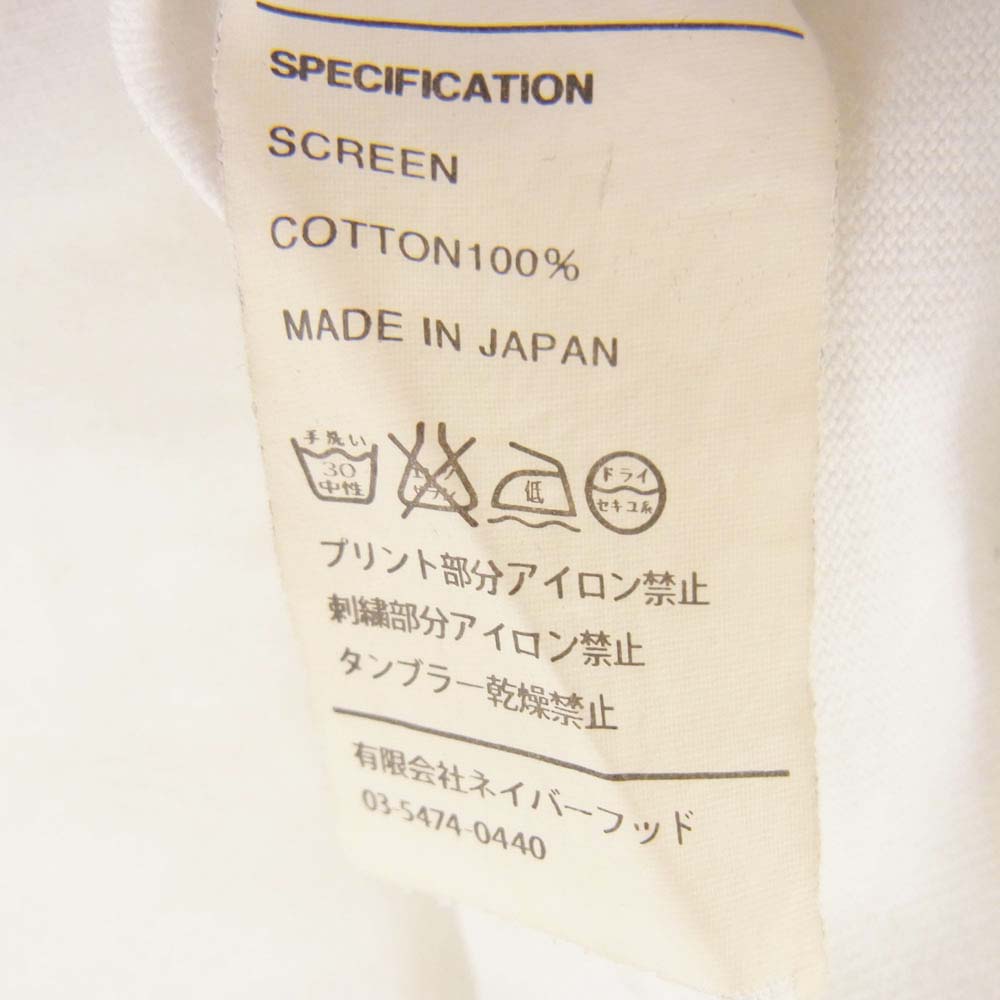 SPECIFICATION
SCREEN
COTTON100%
MADE IN JAPAN
手洗い
30
中性
低
ドライ
セキユ系
プリント部分アイロン禁止
刺繍部分アイロン禁止
タンブラー乾燥禁止
有限会社ネイバーフッド
03-5474-0440